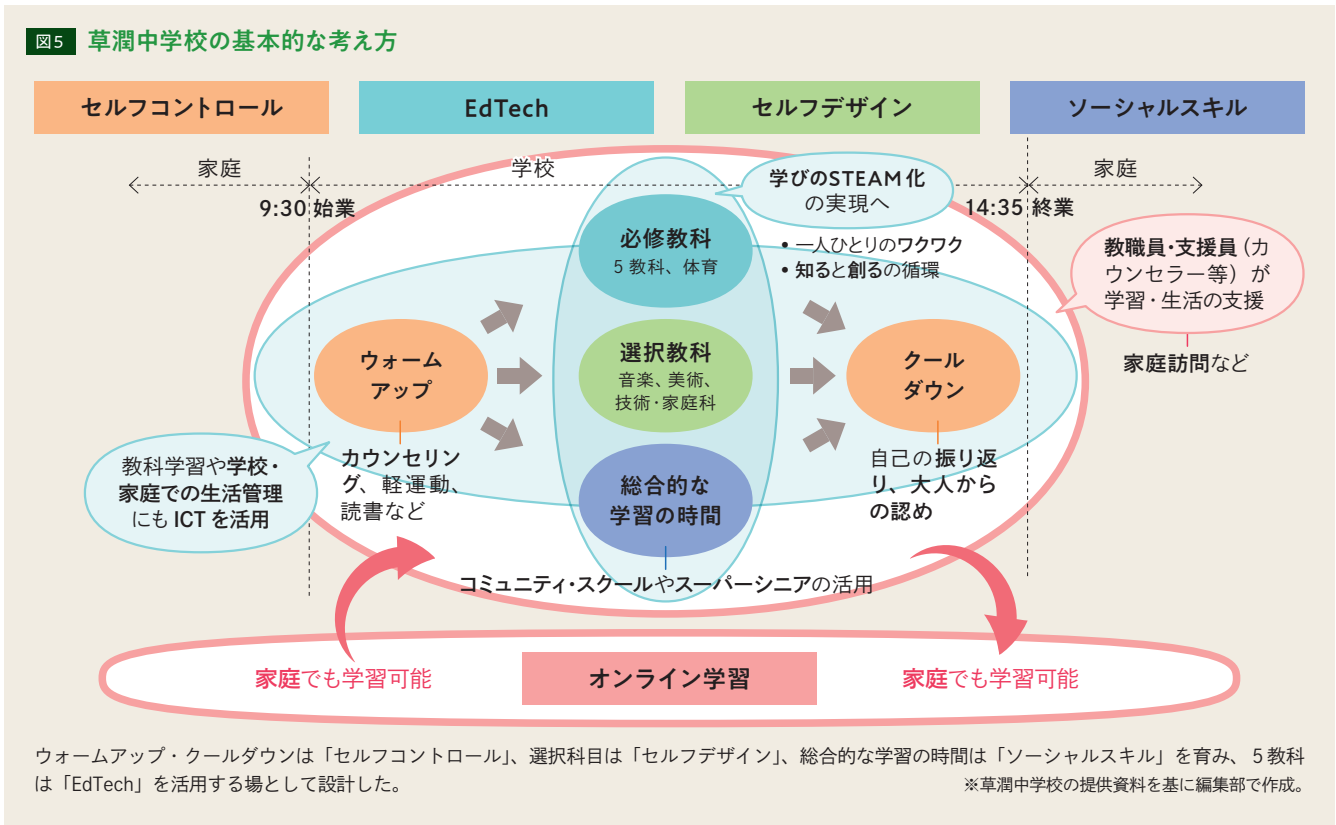 図5 草潤中学校の基本的な考え方
セルフコントロール
EdTech
セルフデザイン
ソーシャルスキル
家庭
学校
家庭
9:30 始業
14:35 終業
学びのSTEAM化
の実現へ
• 一人ひとりのワクワク
• 知ると創るの循環
教職員・支援員（カ
ウンセラー等）が
学習・生活の支援
家庭訪問など
必修教科
5教科、体育
ウォーム
アップ
選択教科
音楽、美術、
技術・家庭科
クール
ダウン
教科学習や学校・
家庭での生活管理
にもICTを活用
カウンセリン
グ、軽運動、
読書など
総合的な
学習の時間
自己の振り返
り、大人から
の認め
コミュニティ・スクールやスーパーシニアの活用
家庭でも学習可能
オンライン学習
家庭でも学習可能
ウォームアップ・クールダウンは「セルフコントロール」、選択科目は「セルフデザイン」、総合的な学習の時間は「ソーシャルスキル」を育み、5教科
は「EdTech」を活用する場として設計した。
※草潤中学校の提供資料を基に編集部で作成。